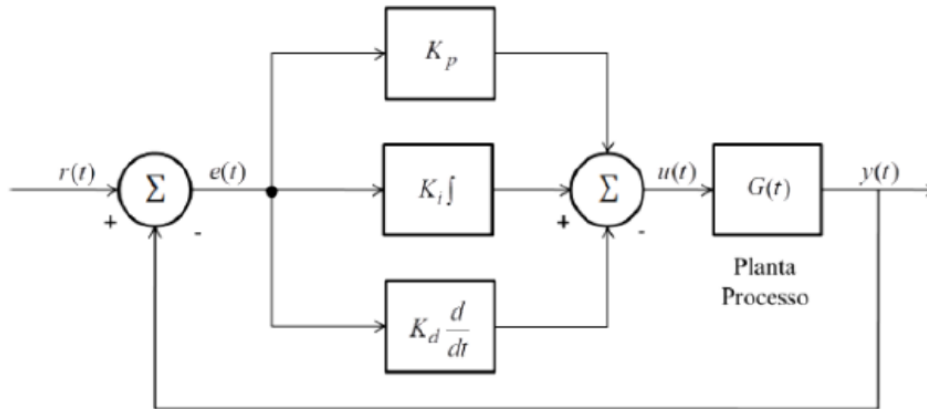 K_p
r(t)
Σ
e(t)
K_i ∫
Σ
u(t)
G(t)
y(t)
+
-
+
-
Planta
Processo
K_d d/dt